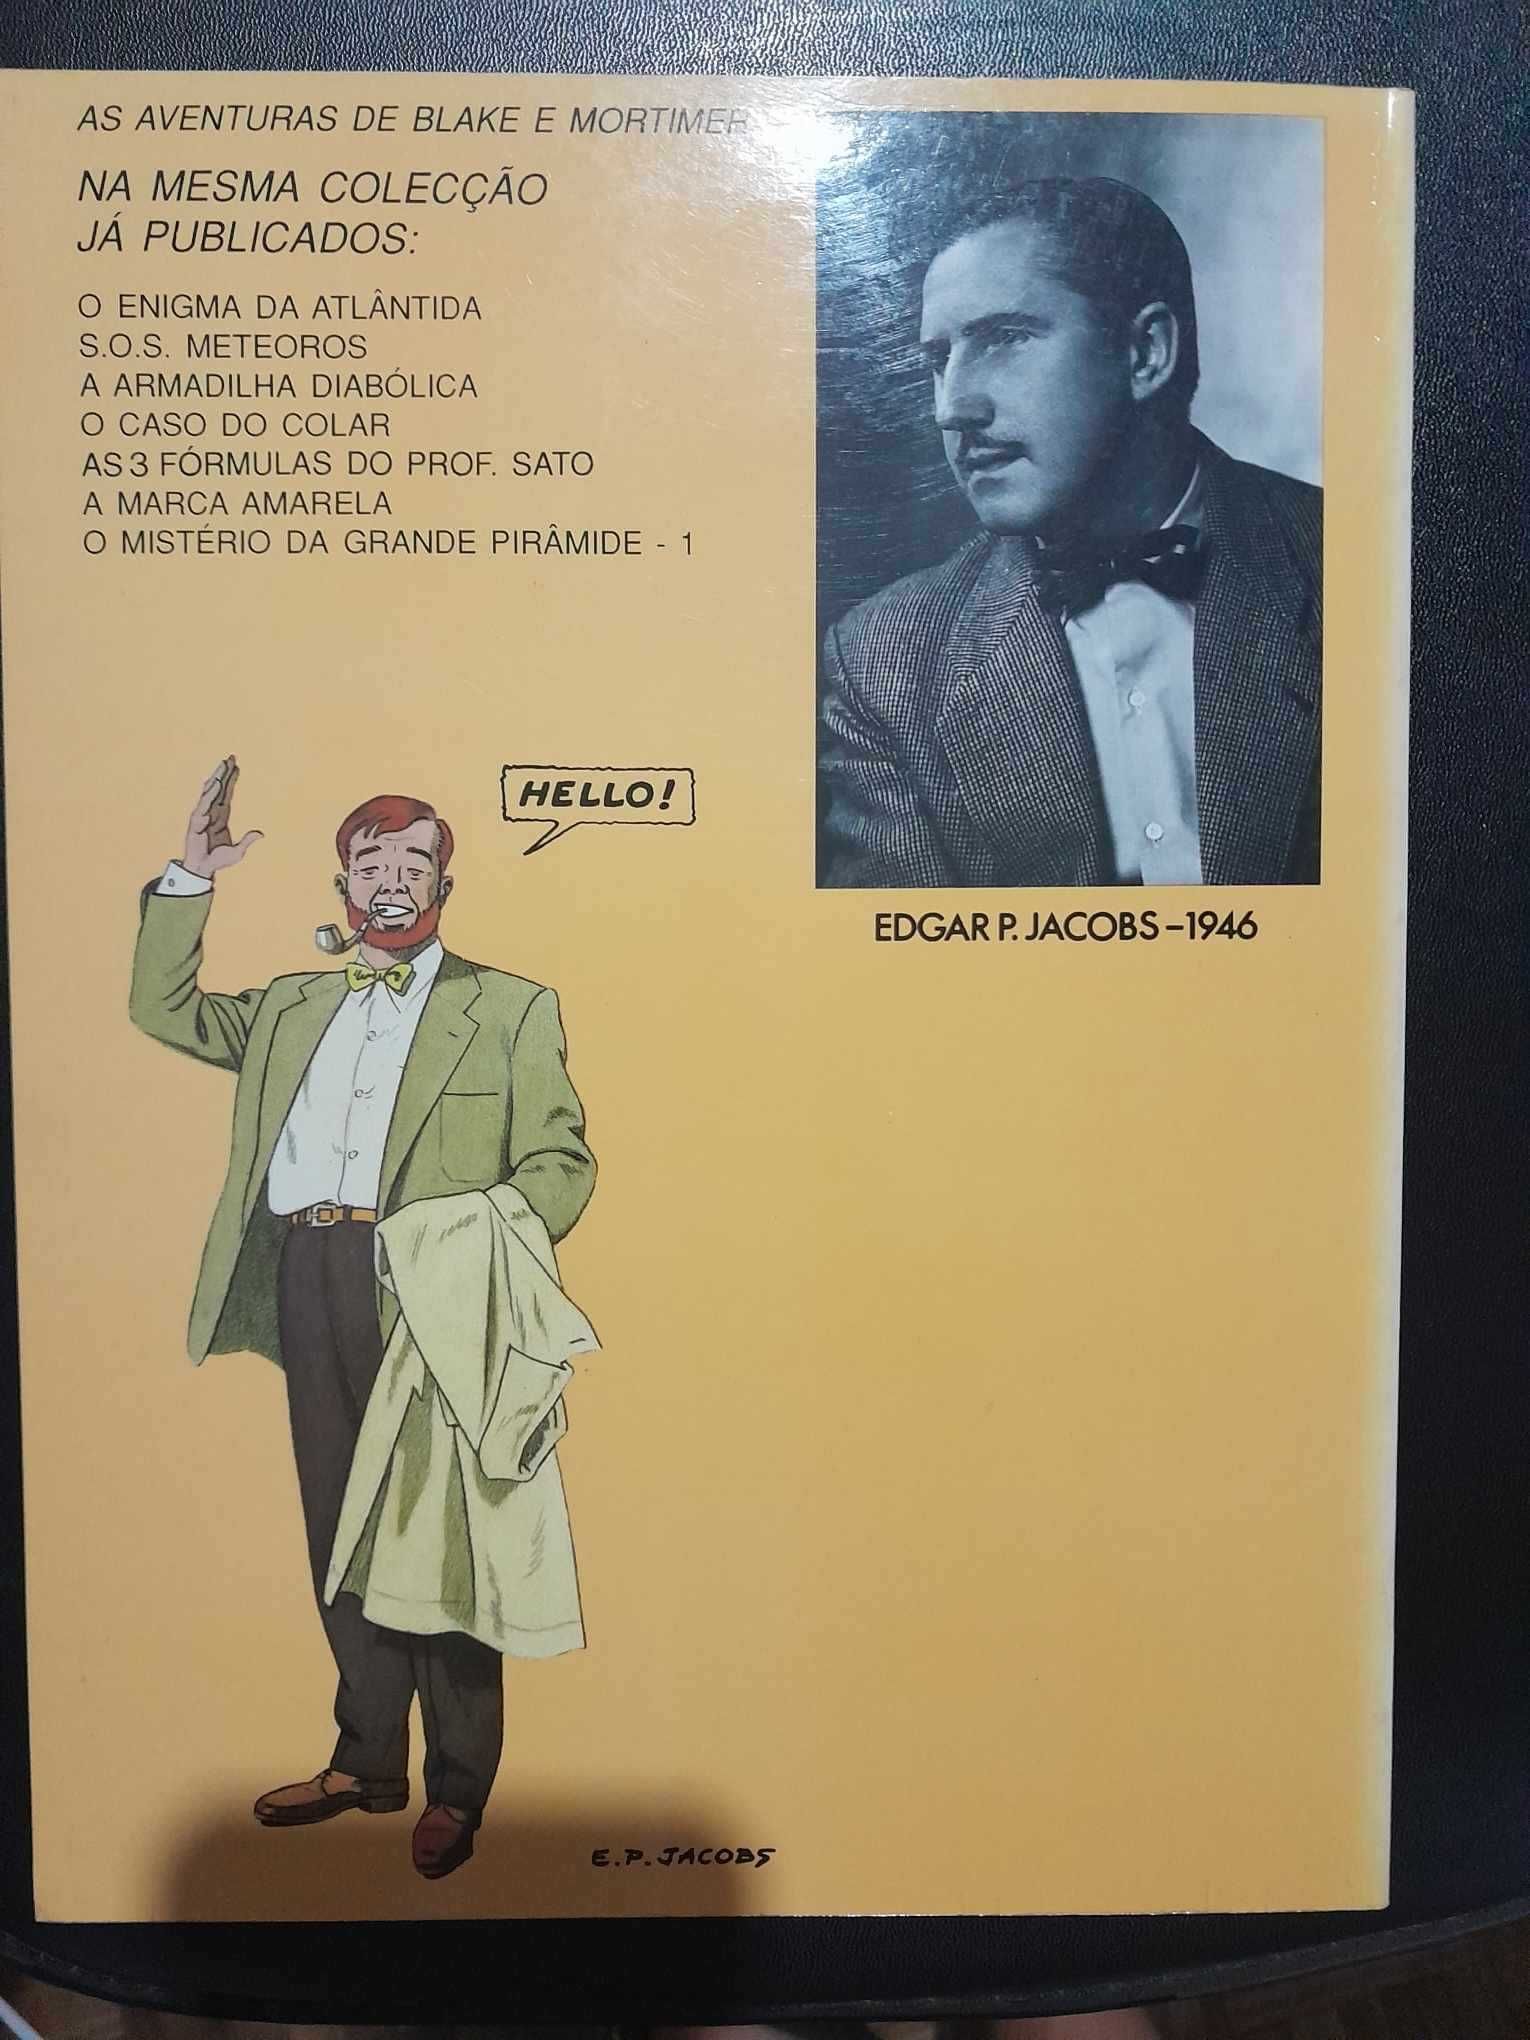 AS AVENTURAS DE BLAKE E MORTIMER
NA MESMA COLECÇÃO
JÁ PUBLICADOS:
O ENIGMA DA ATLÂNTIDA
S.O.S. METEOROS
A ARMADILHA DIABÓLICA
O CASO DO COLAR
AS 3 FÓRMULAS DO PROF. SATO
A MARCA AMARELA
O MISTÉRIO DA GRANDE PIRÂMIDE - 1
HELLO!
EDGAR P. JACOBS – 1946
E. P. JACOBS